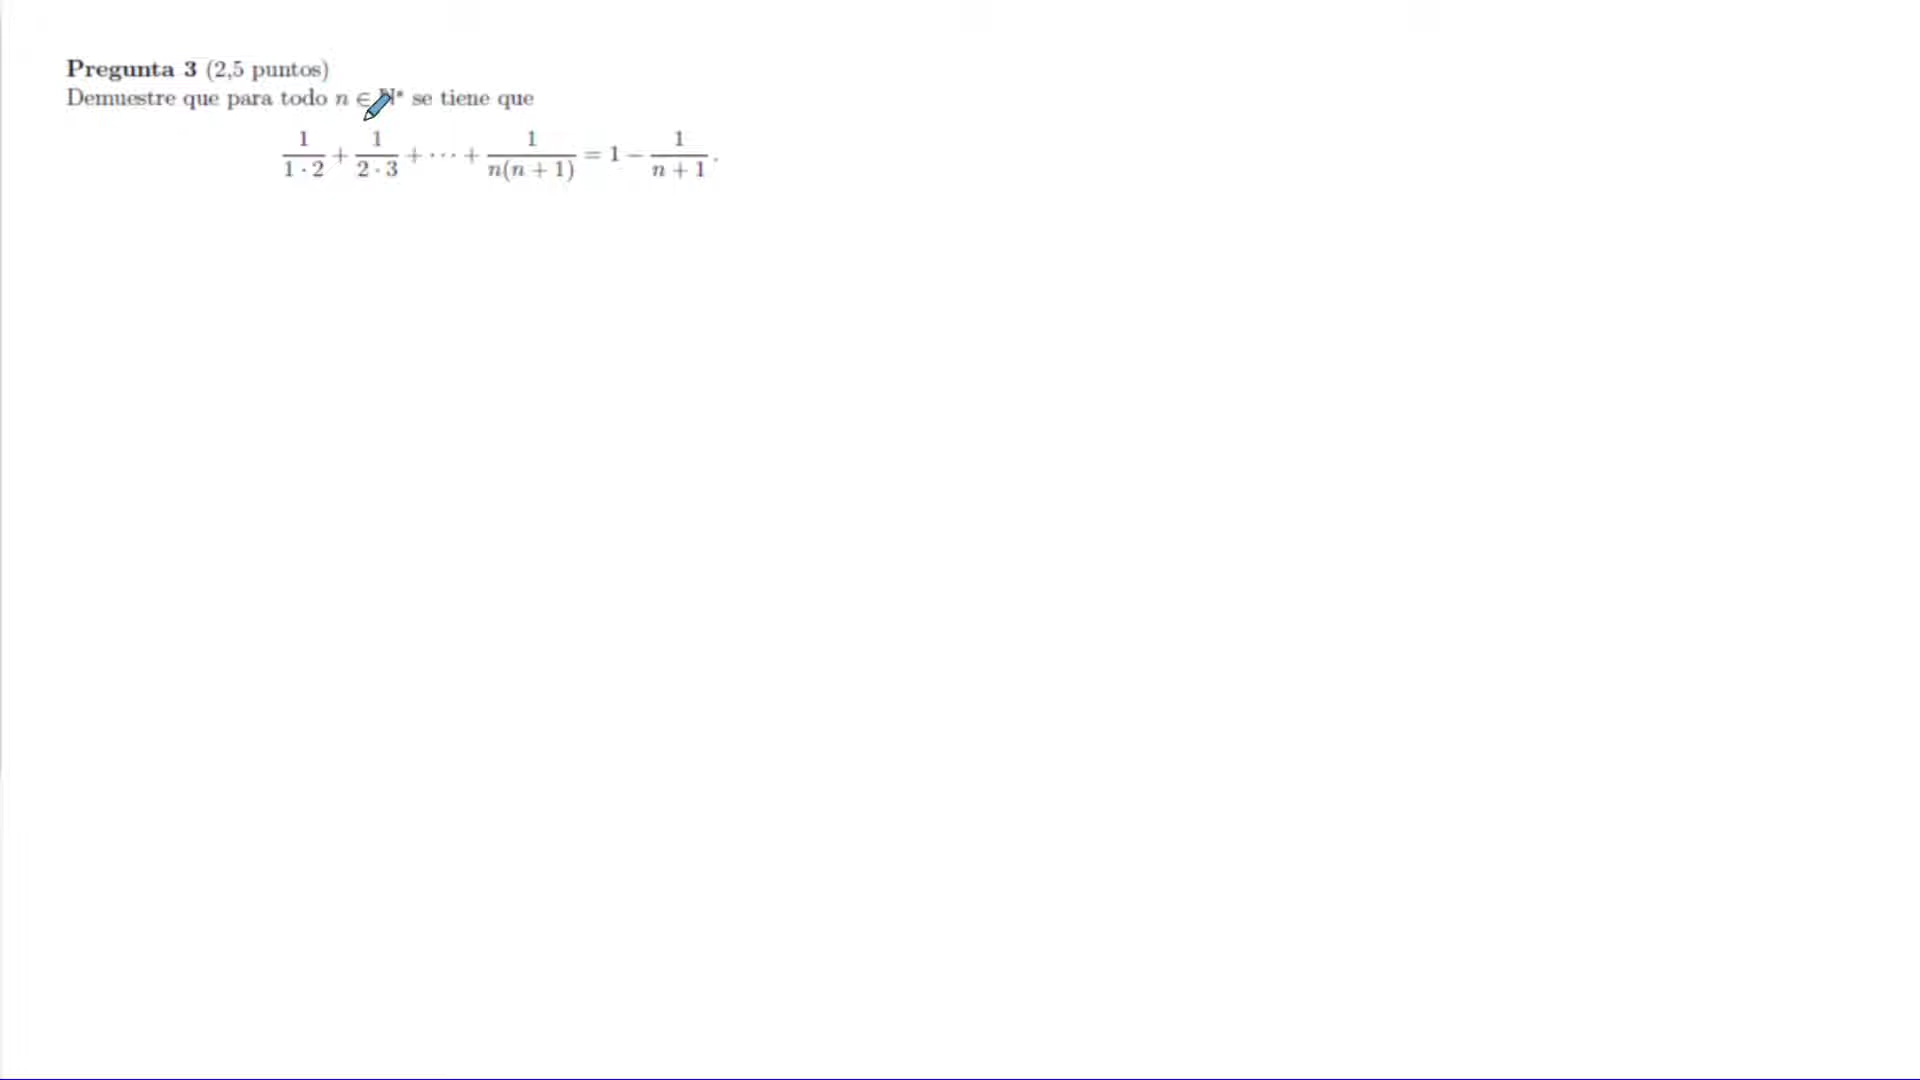 Pregunta 3 (2,5 puntos)
Demuestre que para todo n ∈ ℕ* se tiene que
1/(1 · 2) + 1/(2 · 3) + ··· + 1/(n(n + 1)) = 1 − 1/(n + 1).